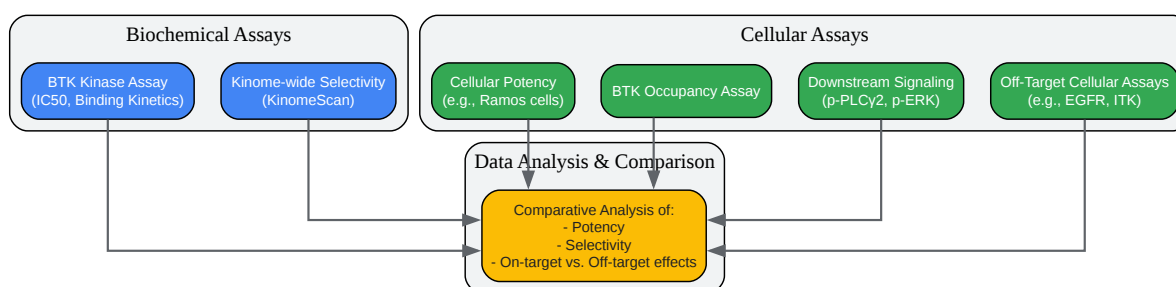 Biochemical Assays
BTK Kinase Assay
(IC50, Binding Kinetics)
Kinome-wide Selectivity
(KinomeScan)
Cellular Assays
Cellular Potency
(e.g., Ramos cells)
BTK Occupancy Assay
Downstream Signaling
(p-PLCγ2, p-ERK)
Off-Target Cellular Assays
(e.g., EGFR, ITK)
Data Analysis & Comparison
Comparative Analysis of:
- Potency
- Selectivity
- On-target vs. Off-target effects